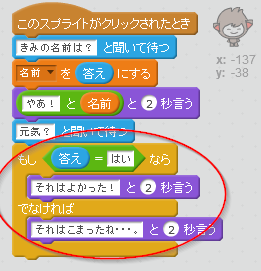 このスプライトがクリックされたとき
きみの名前は？ と聞いて待つ
名前 を 答え にする
やあ！ と 名前 と 2 秒言う
元気？ と聞いて待つ
もし 答え = はい なら
それはよかった！ と 2 秒言う
でなければ
それはこまったね・・・。 と 2 秒言う
x: -137
y: -38